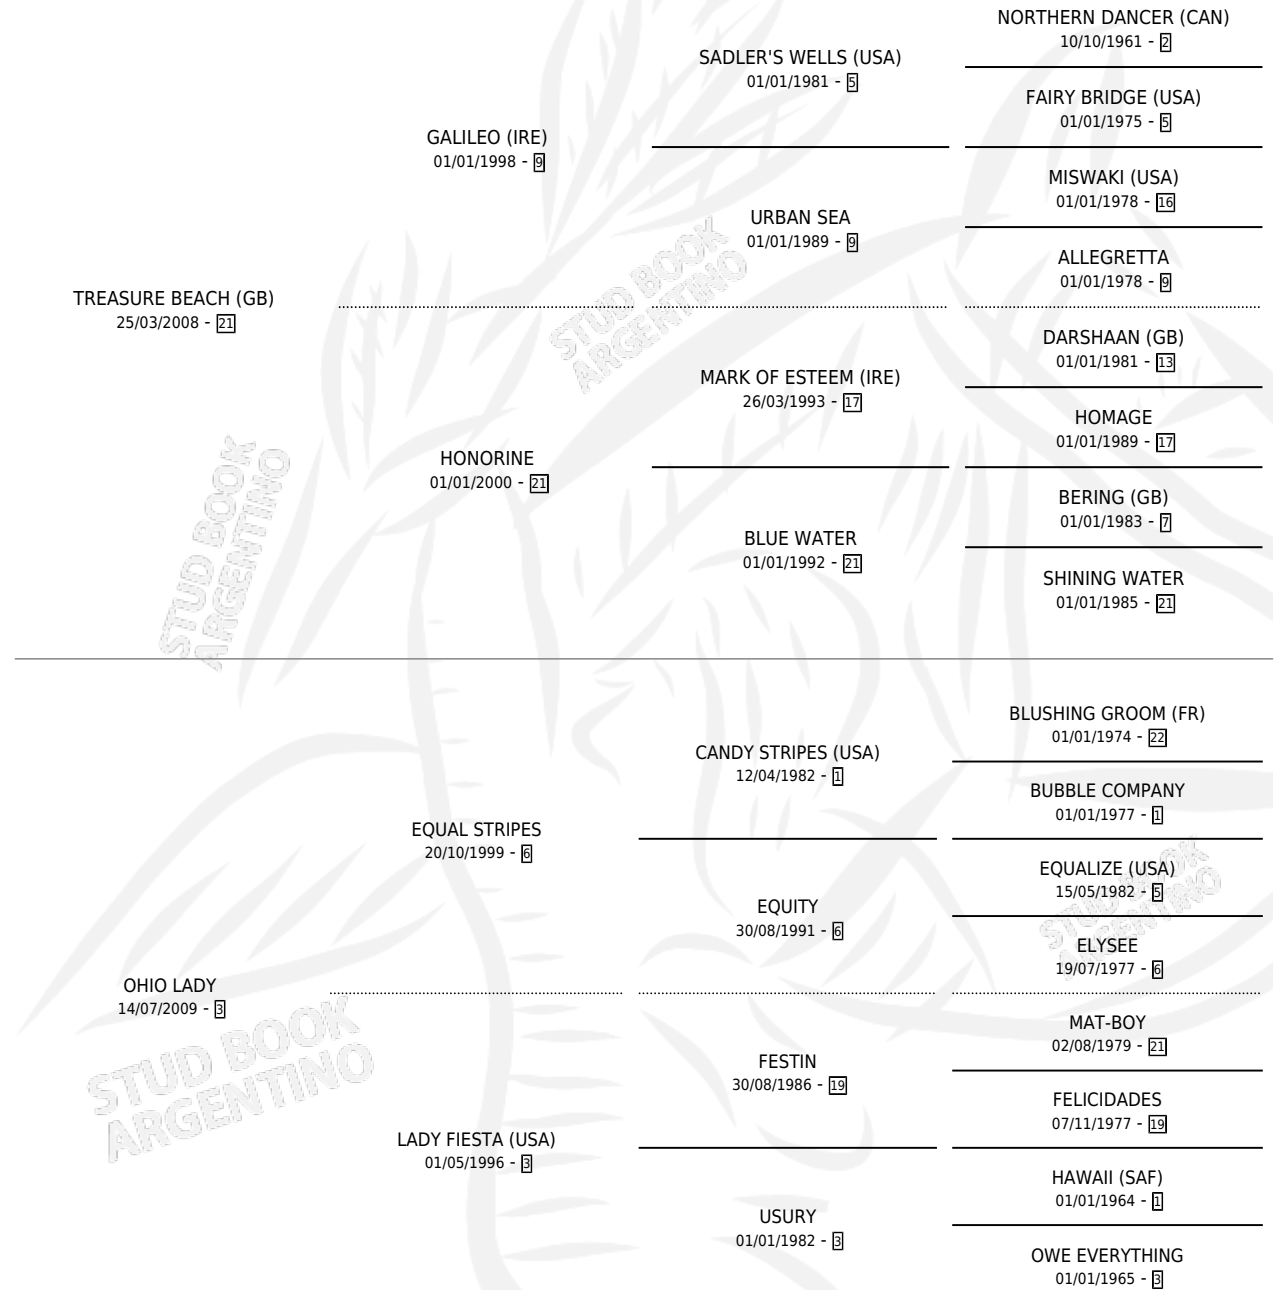 NORTHERN DANCER (CAN)
10/10/1961 - 2
SADLER'S WELLS (USA)
01/01/1981 - 5
FAIRY BRIDGE (USA)
01/01/1975 - 5
GALILEO (IRE)
01/01/1998 - 9
MISWAKI (USA)
01/01/1978 - 16
URBAN SEA
01/01/1989 - 9
ALLEGRETTA
01/01/1978 - 9
TREASURE BEACH (GB)
25/03/2008 - 21
DARSHAAN (GB)
01/01/1981 - 13
MARK OF ESTEEM (IRE)
26/03/1993 - 17
HOMAGE
01/01/1989 - 17
HONORINE
01/01/2000 - 21
BERING (GB)
01/01/1983 - 7
BLUE WATER
01/01/1992 - 21
SHINING WATER
01/01/1985 - 21
BLUSHING GROOM (FR)
01/01/1974 - 22
CANDY STRIPES (USA)
12/04/1982 - 1
BUBBLE COMPANY
01/01/1977 - 1
EQUAL STRIPES
20/10/1999 - 6
EQUALIZE (USA)
15/05/1982 - 5
EQUITY
30/08/1991 - 6
ELYSEE
19/07/1977 - 6
OHIO LADY
14/07/2009 - 3
MAT-BOY
02/08/1979 - 21
FESTIN
30/08/1986 - 19
FELICIDADES
07/11/1977 - 19
LADY FIESTA (USA)
01/05/1996 - 3
HAWAII (SAF)
01/01/1964 - 1
USURY
01/01/1982 - 3
OWE EVERYTHING
01/01/1965 - 3
STUD BOOK
ARGENTINO
STUD BOOK
ARGENTINO
STUD BOOK
ARGENTINO
STUD BOOK
ARGENTINO